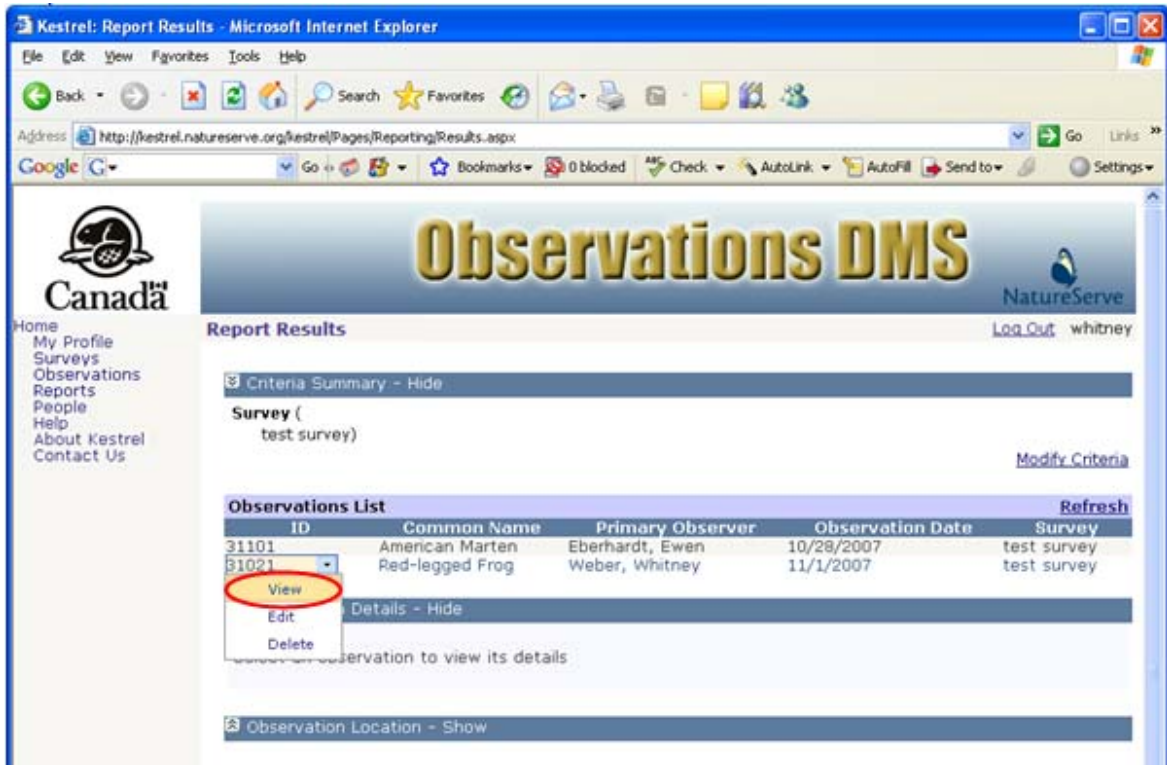 Kestrel: Report Results - Microsoft Internet Explorer
File Edit View Favorites Tools Help
Back Search Favorites
Address http://kestrel.natureserve.org/kestrel/Pages/Reporting/Results.aspx Go Links »
Google G Go Bookmarks 0 blocked ABC Check AutoLink AutoFill Send to Settings
Observations DMS
Canada
NatureServe
Home
My Profile
Surveys
Observations
Reports
People
Help
About Kestrel
Contact Us
Report Results Log Out whitney
Criteria Summary - Hide
Survey (
test survey)
Modify Criteria
Observations List Refresh
ID Common Name Primary Observer Observation Date Survey
31101 American Marten Eberhardt, Ewen 10/28/2007 test survey
31021 Red-legged Frog Weber, Whitney 11/1/2007 test survey
View
Edit
Delete
Details - Hide
observation to view its details
Observation Location - Show